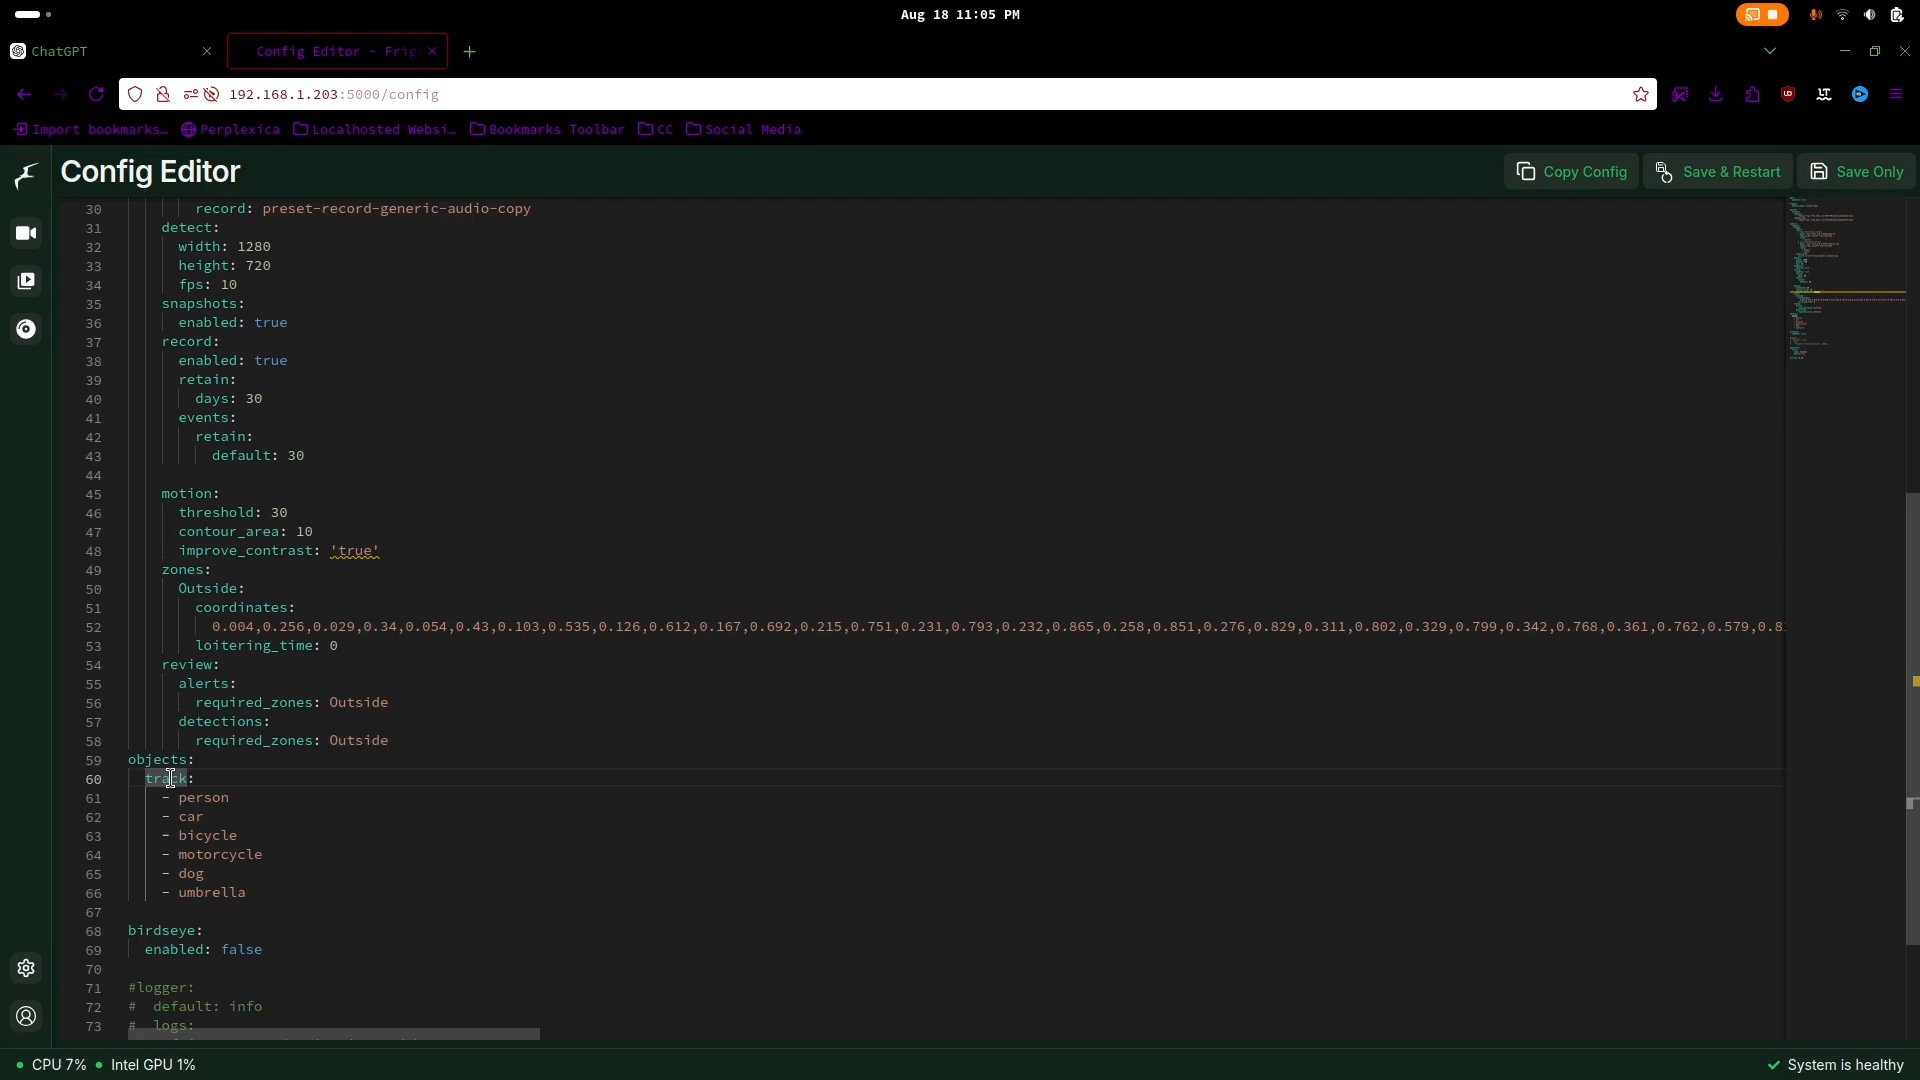 Aug 18 11:05 PM
ChatGPT
Config Editor - Frig
192.168.1.203:5000/config
Import bookmarks…
Perplexica
Localhosted Websi…
Bookmarks Toolbar
CC
Social Media
Config Editor
Copy Config
Save & Restart
Save Only
30 record: preset-record-generic-audio-copy
31 detect:
32 width: 1280
33 height: 720
34 fps: 10
35 snapshots:
36 enabled: true
37 record:
38 enabled: true
39 retain:
40 days: 30
41 events:
42 retain:
43 default: 30
44
45 motion:
46 threshold: 30
47 contour_area: 10
48 improve_contrast: 'true'
49 zones:
50 Outside:
51 coordinates:
52 0.004,0.256,0.029,0.34,0.054,0.43,0.103,0.535,0.126,0.612,0.167,0.692,0.215,0.751,0.231,0.793,0.232,0.865,0.258,0.851,0.276,0.829,0.311,0.802,0.329,0.799,0.342,0.768,0.361,0.762,0.579,0.8
53 loitering_time: 0
54 review:
55 alerts:
56 required_zones: Outside
57 detections:
58 required_zones: Outside
59 objects:
60 track:
61 - person
62 - car
63 - bicycle
64 - motorcycle
65 - dog
66 - umbrella
67
68 birdseye:
69 enabled: false
70
71 #logger:
72 # default: info
73 # logs:
CPU 7%
Intel GPU 1%
System is healthy